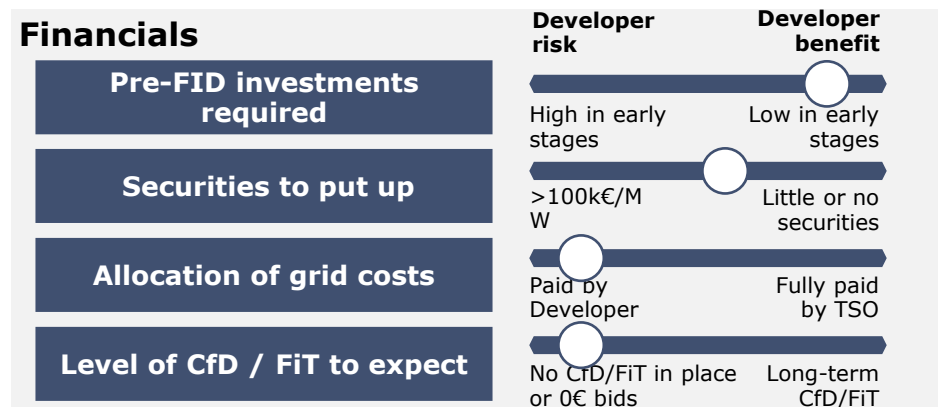 Financials
Developer
risk
Developer
benefit
Pre-FID investments
required
High in early
stages
Low in early
stages
Securities to put up
>100k€/M
W
Little or no
securities
Allocation of grid costs
Paid by
Developer
Fully paid
by TSO
Level of CfD / FiT to expect
No CfD/FiT in place
or 0€ bids
Long-term
CfD/FiT